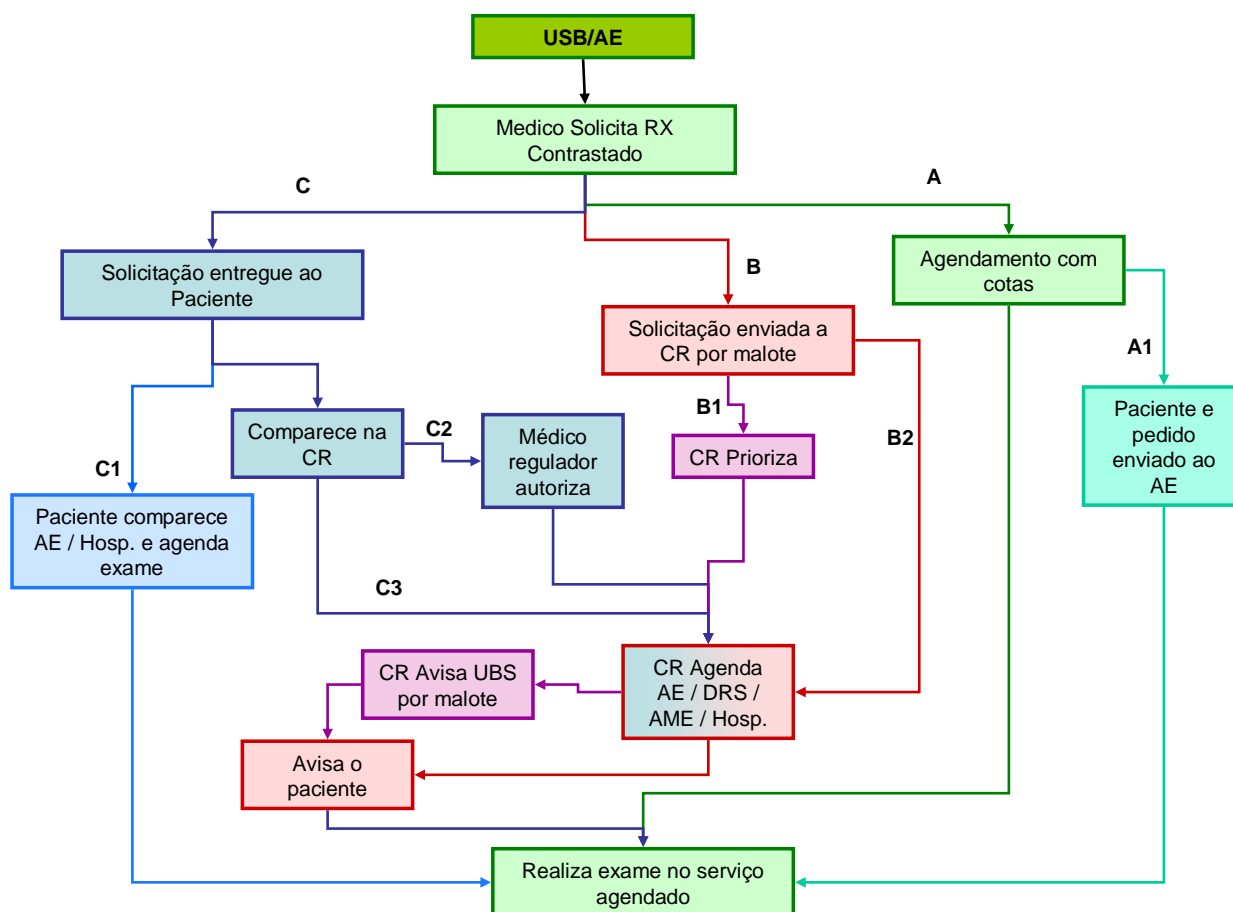 USB/AE
Medico Solicita RX
Contrastado
C
A
Solicitação entregue ao
Paciente
B
Agendamento com
cotas
Solicitação enviada a
CR por malote
A1
B1
B2
C2
Comparece na
CR
Médico
regulador
autoriza
CR Prioriza
Paciente e
pedido
enviado ao
AE
C1
Paciente comparece
AE / Hosp. e agenda
exame
C3
CR Avisa UBS
por malote
CR Agenda
AE / DRS /
AME / Hosp.
Avisa o
paciente
Realiza exame no serviço
agendado